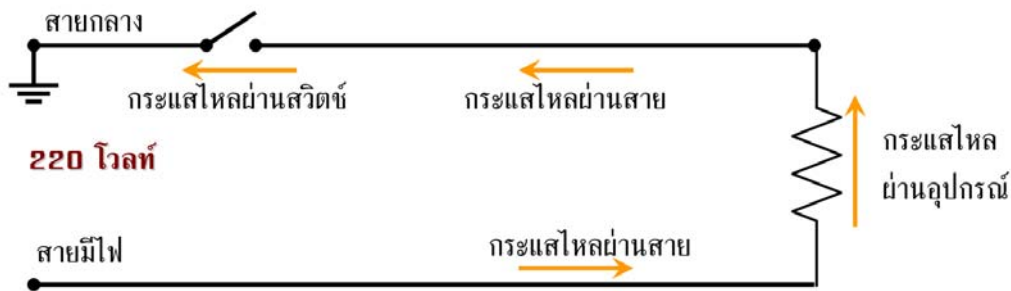 สายกลาง
กระแสไหลผ่านสวิตช์
กระแสไหลผ่านสาย
220 โวลท์
กระแสไหล
ผ่านอุปกรณ์
สายมีไฟ
กระแสไหลผ่านสาย